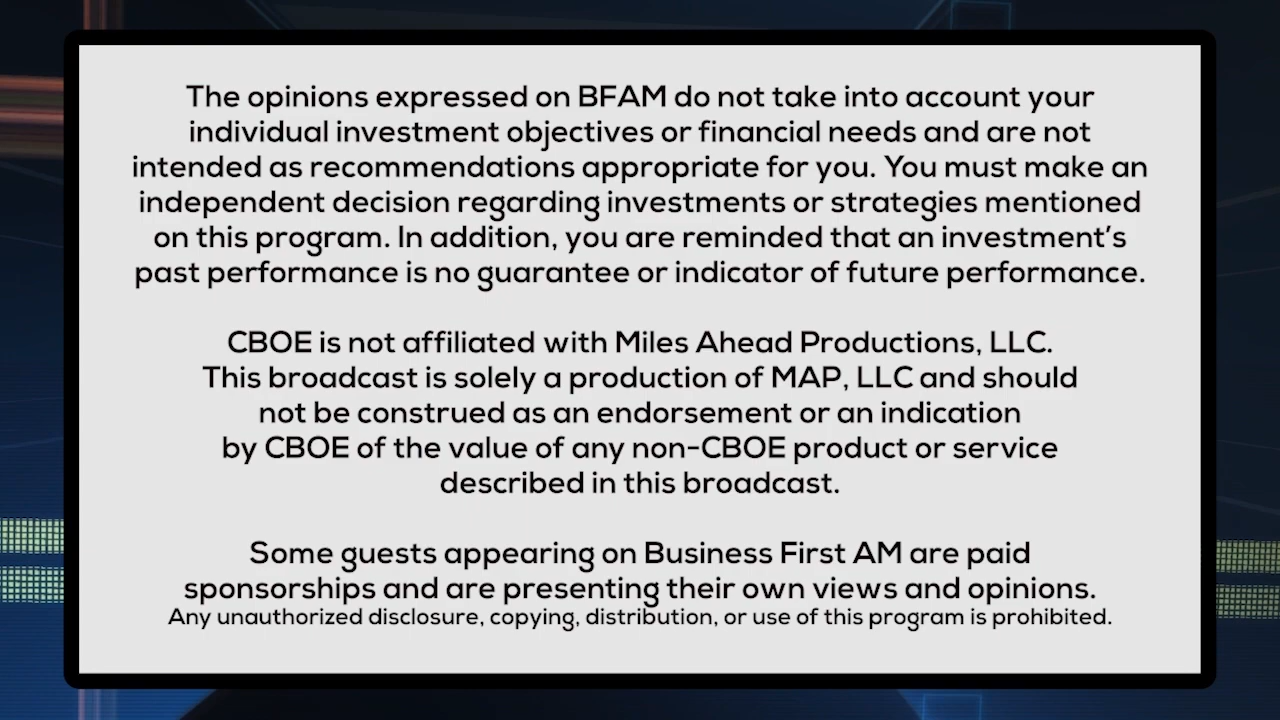 The opinions expressed on BFAM do not take into account your
individual investment objectives or financial needs and are not
intended as recommendations appropriate for you. You must make an
independent decision regarding investments or strategies mentioned
on this program. In addition, you are reminded that an investment's
past performance is no guarantee or indicator of future performance.
CBOE is not affiliated with Miles Ahead Productions, LLC.
This broadcast is solely a production of MAP, LLC and should
not be construed as an endorsement or an indication
by CBOE of the value of any non-CBOE product or service
described in this broadcast.
Some guests appearing on Business First AM are paid
sponsorships and are presenting their own views and opinions.
Any unauthorized disclosure, copying, distribution, or use of this program is prohibited.